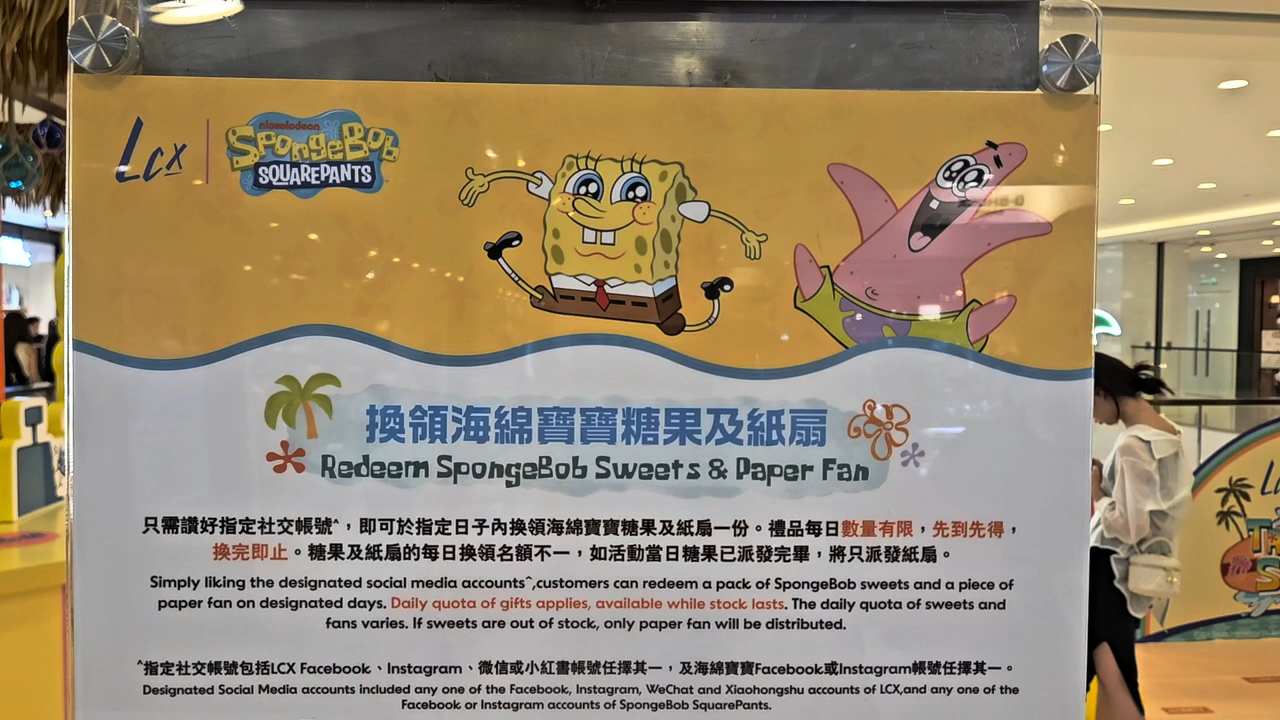 Lcx
nickelodeon
SpongeBob
SQUAREPANTS
換領海綿寶寶糖果及紙扇
Redeem SpongeBob Sweets & Paper Fan
只需讚好指定社交帳號^，即可於指定日子內換領海綿寶寶糖果及紙扇一份。禮品每日數量有限，先到先得，
換完即止。糖果及紙扇的每日換領名額不一，如活動當日糖果已派發完畢，將只派發紙扇。
Simply liking the designated social media accounts^,customers can redeem a pack of SpongeBob sweets and a piece of
paper fan on designated days. Daily quota of gifts applies, available while stock lasts. The daily quota of sweets and
fans varies. If sweets are out of stock, only paper fan will be distributed.
^指定社交帳號包括LCX Facebook、Instagram、微信或小紅書帳號任擇其一，及海綿寶寶Facebook或Instagram帳號任擇其一。
Designated Social Media accounts included any one of the Facebook, Instagram, WeChat and Xiaohongshu accounts of LCX,and any one of the
Facebook or Instagram accounts of SpongeBob SquarePants.